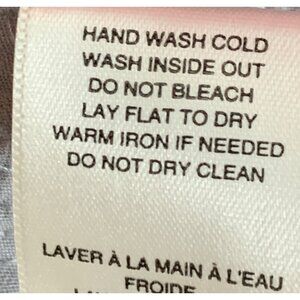 HAND WASH COLD
WASH INSIDE OUT
DO NOT BLEACH
LAY FLAT TO DRY
WARM IRON IF NEEDED
DO NOT DRY CLEAN
LAVER À LA MAIN À L'EAU
FROIDE